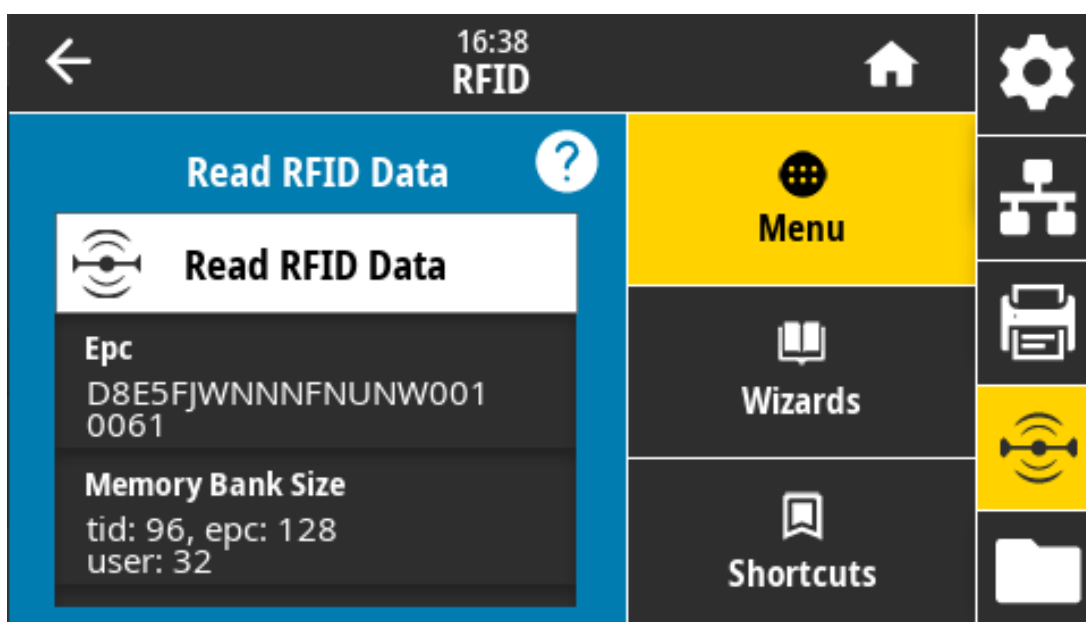 16:38
RFID
Read RFID Data
?
Read RFID Data
Epc
D8E5FJWNNNFNUNW001
0061
Memory Bank Size
tid: 96, epc: 128
user: 32
Menu
Wizards
Shortcuts